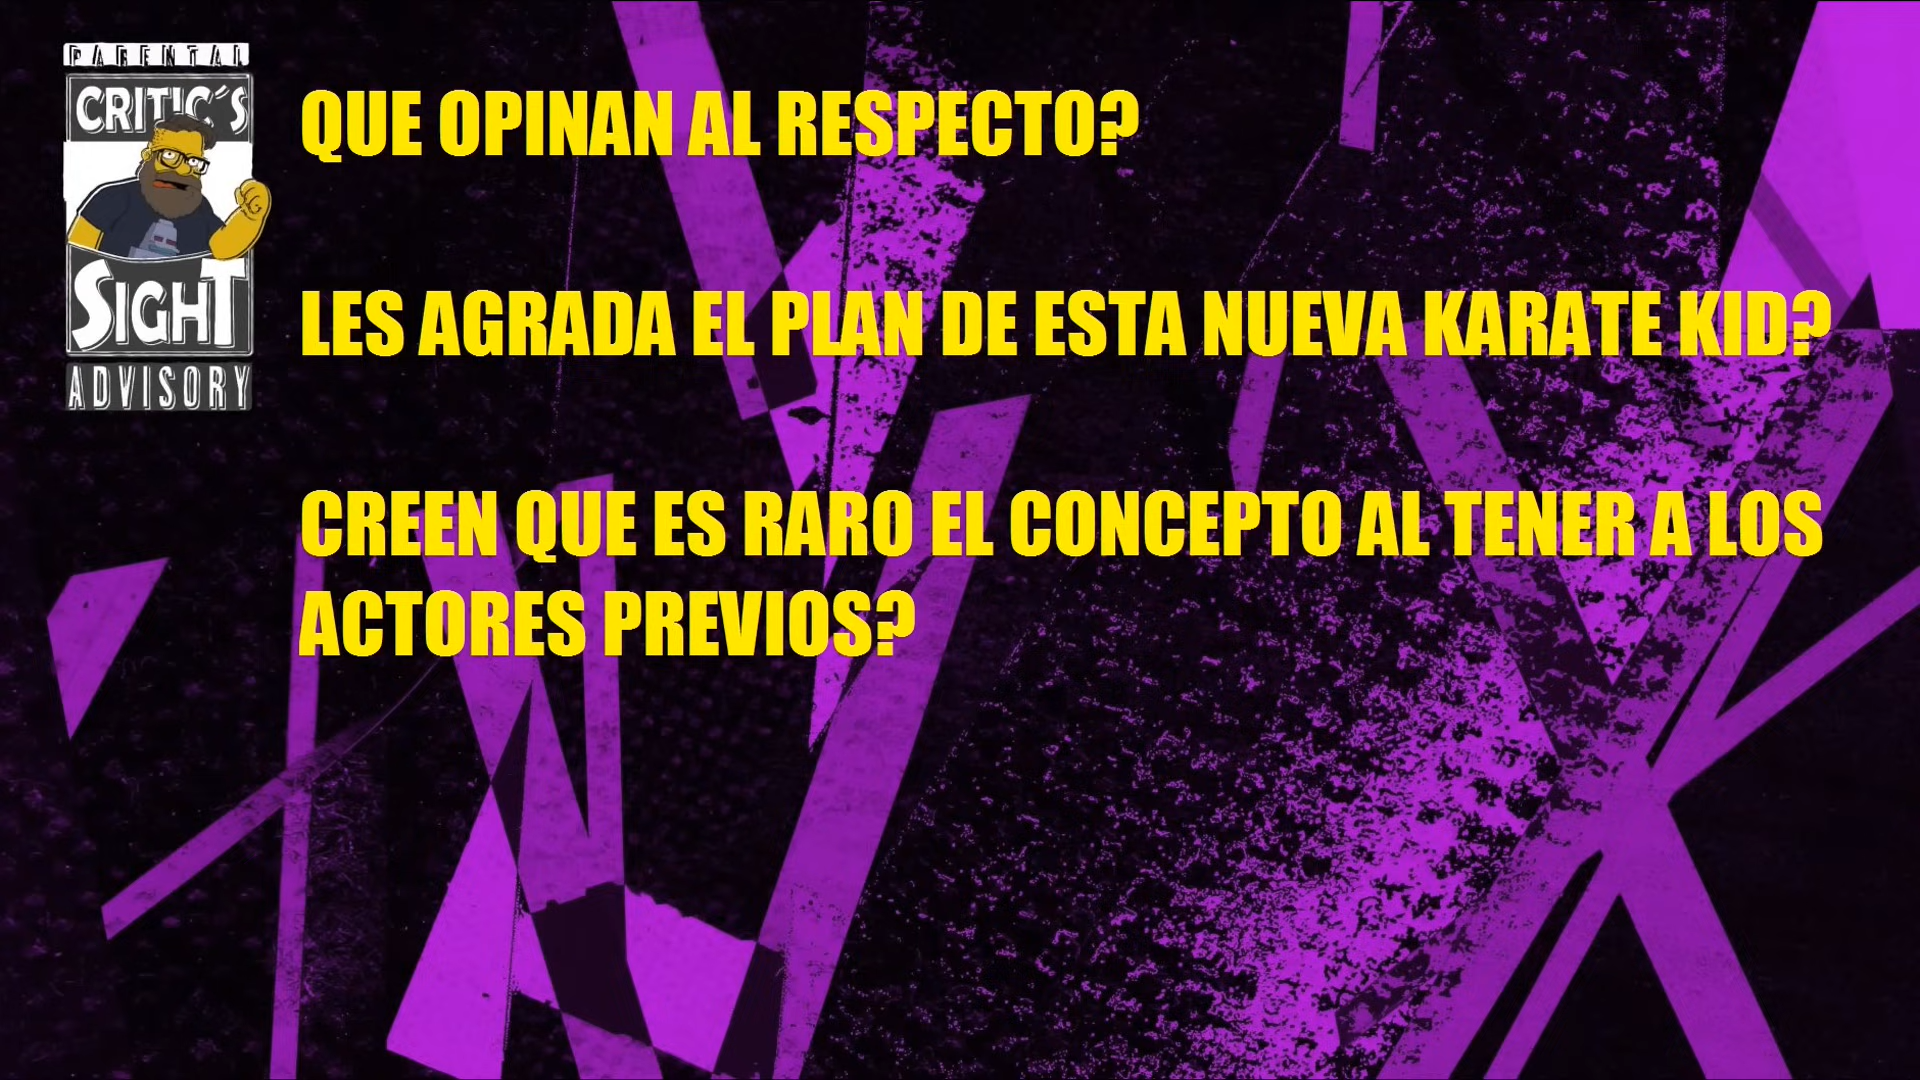 PARENTAL
CRITIC´S
SIGHT
ADVISORY
QUE OPINAN AL RESPECTO?
LES AGRADA EL PLAN DE ESTA NUEVA KARATE KID?
CREEN QUE ES RARO EL CONCEPTO AL TENER A LOS
ACTORES PREVIOS?